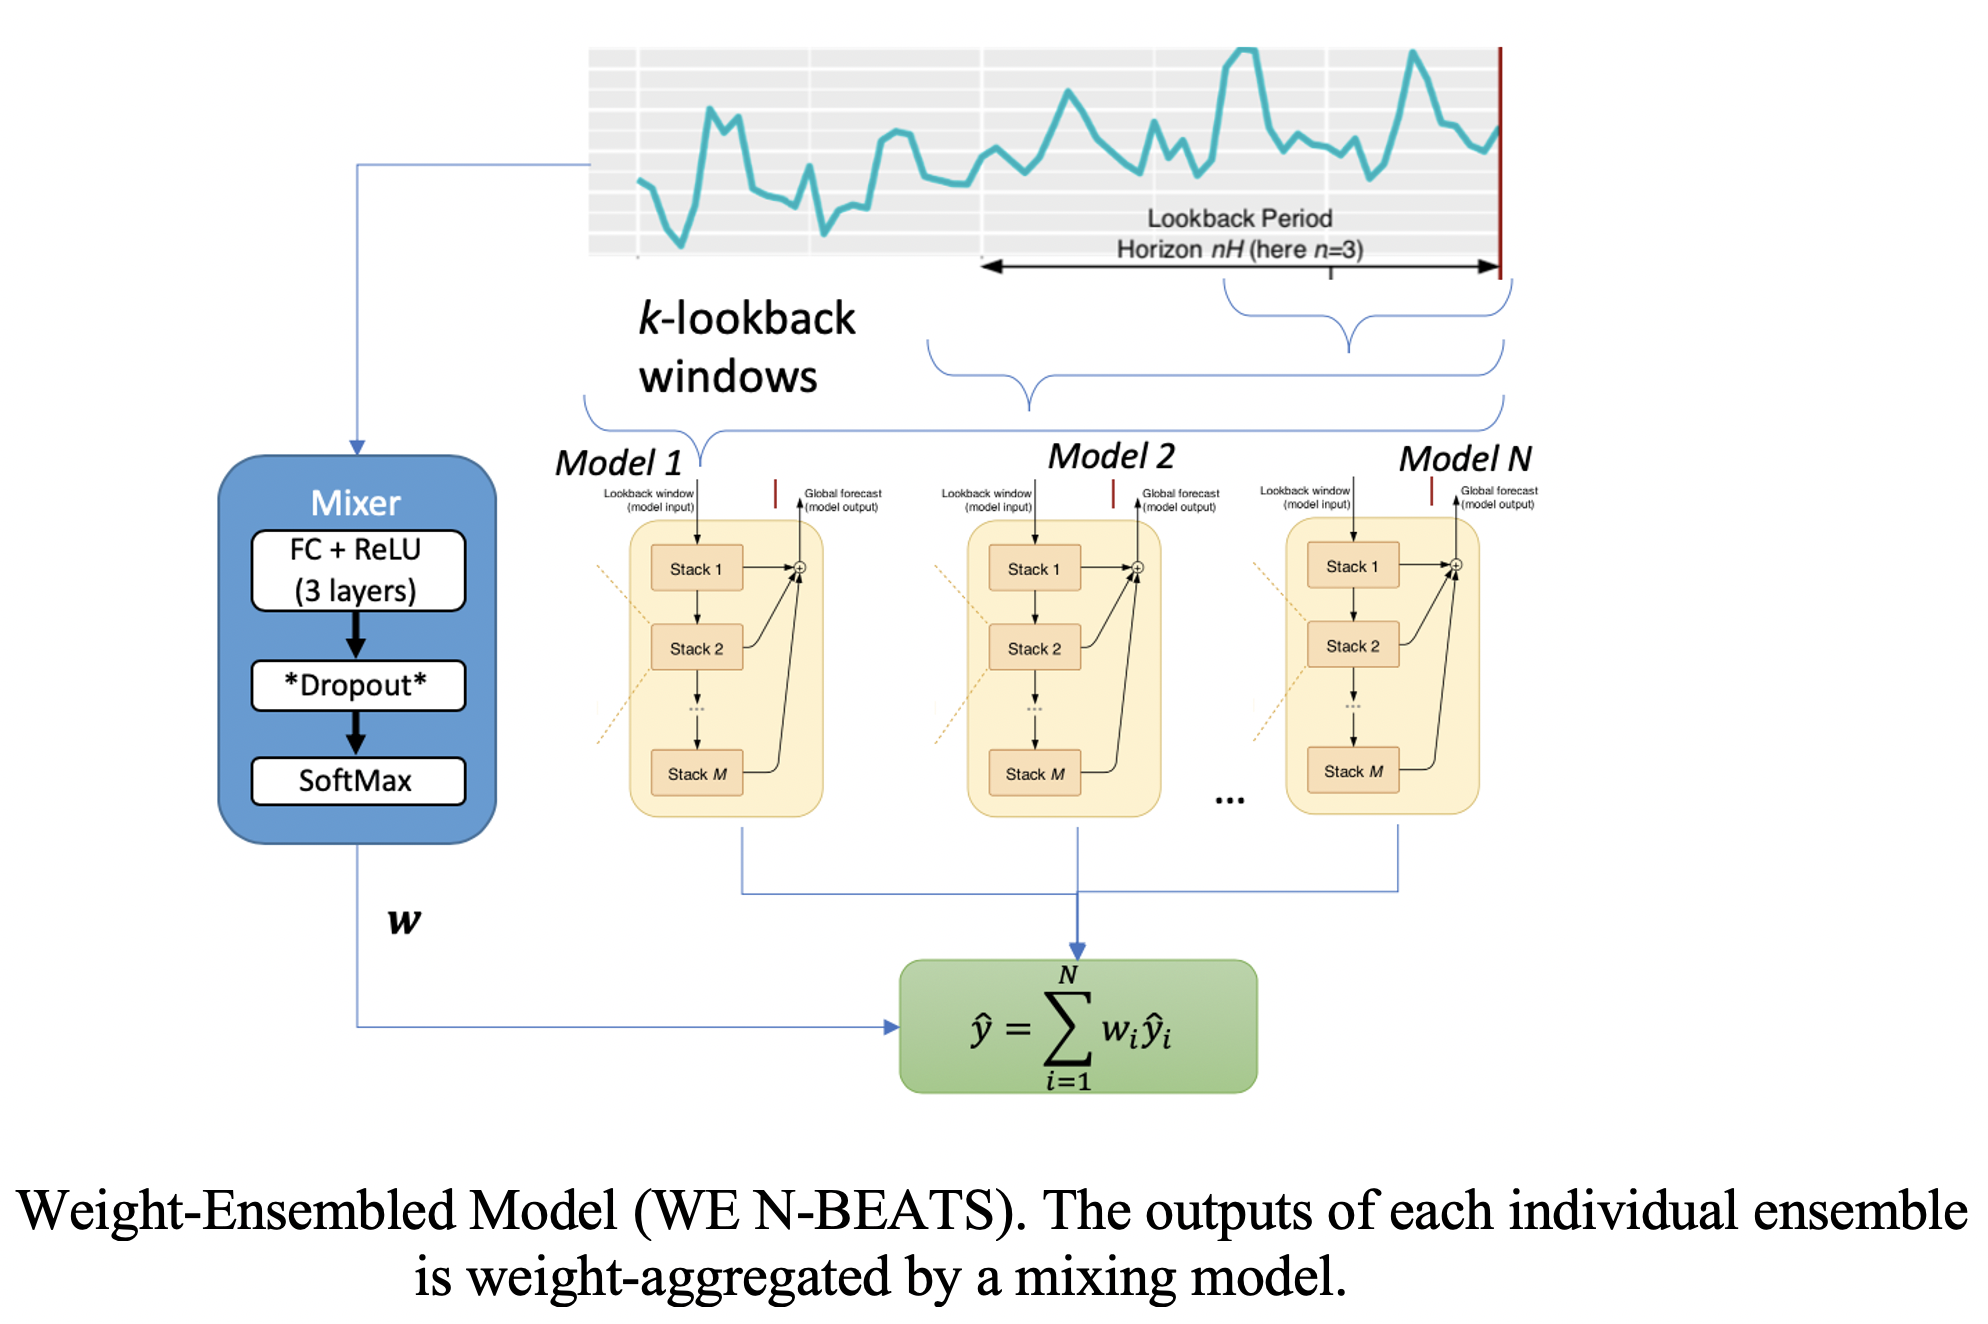 Lookback Period
Horizon nH (here n=3)
k-lookback
windows
Model 1
Model 2
Model N
Lookback window
(model input)
Global forecast
(model output)
Lookback window
(model input)
Global forecast
(model output)
Lookback window
(model input)
Global forecast
(model output)
Mixer
FC + ReLU
(3 layers)
*Dropout*
SoftMax
Stack 1
Stack 2
...
Stack M
Stack 1
Stack 2
...
Stack M
...
Stack 1
Stack 2
...
Stack M
w
ŷ = ∑_{i=1}^{N} w_i ŷ_i
Weight-Ensembled Model (WE N-BEATS). The outputs of each individual ensemble
is weight-aggregated by a mixing model.